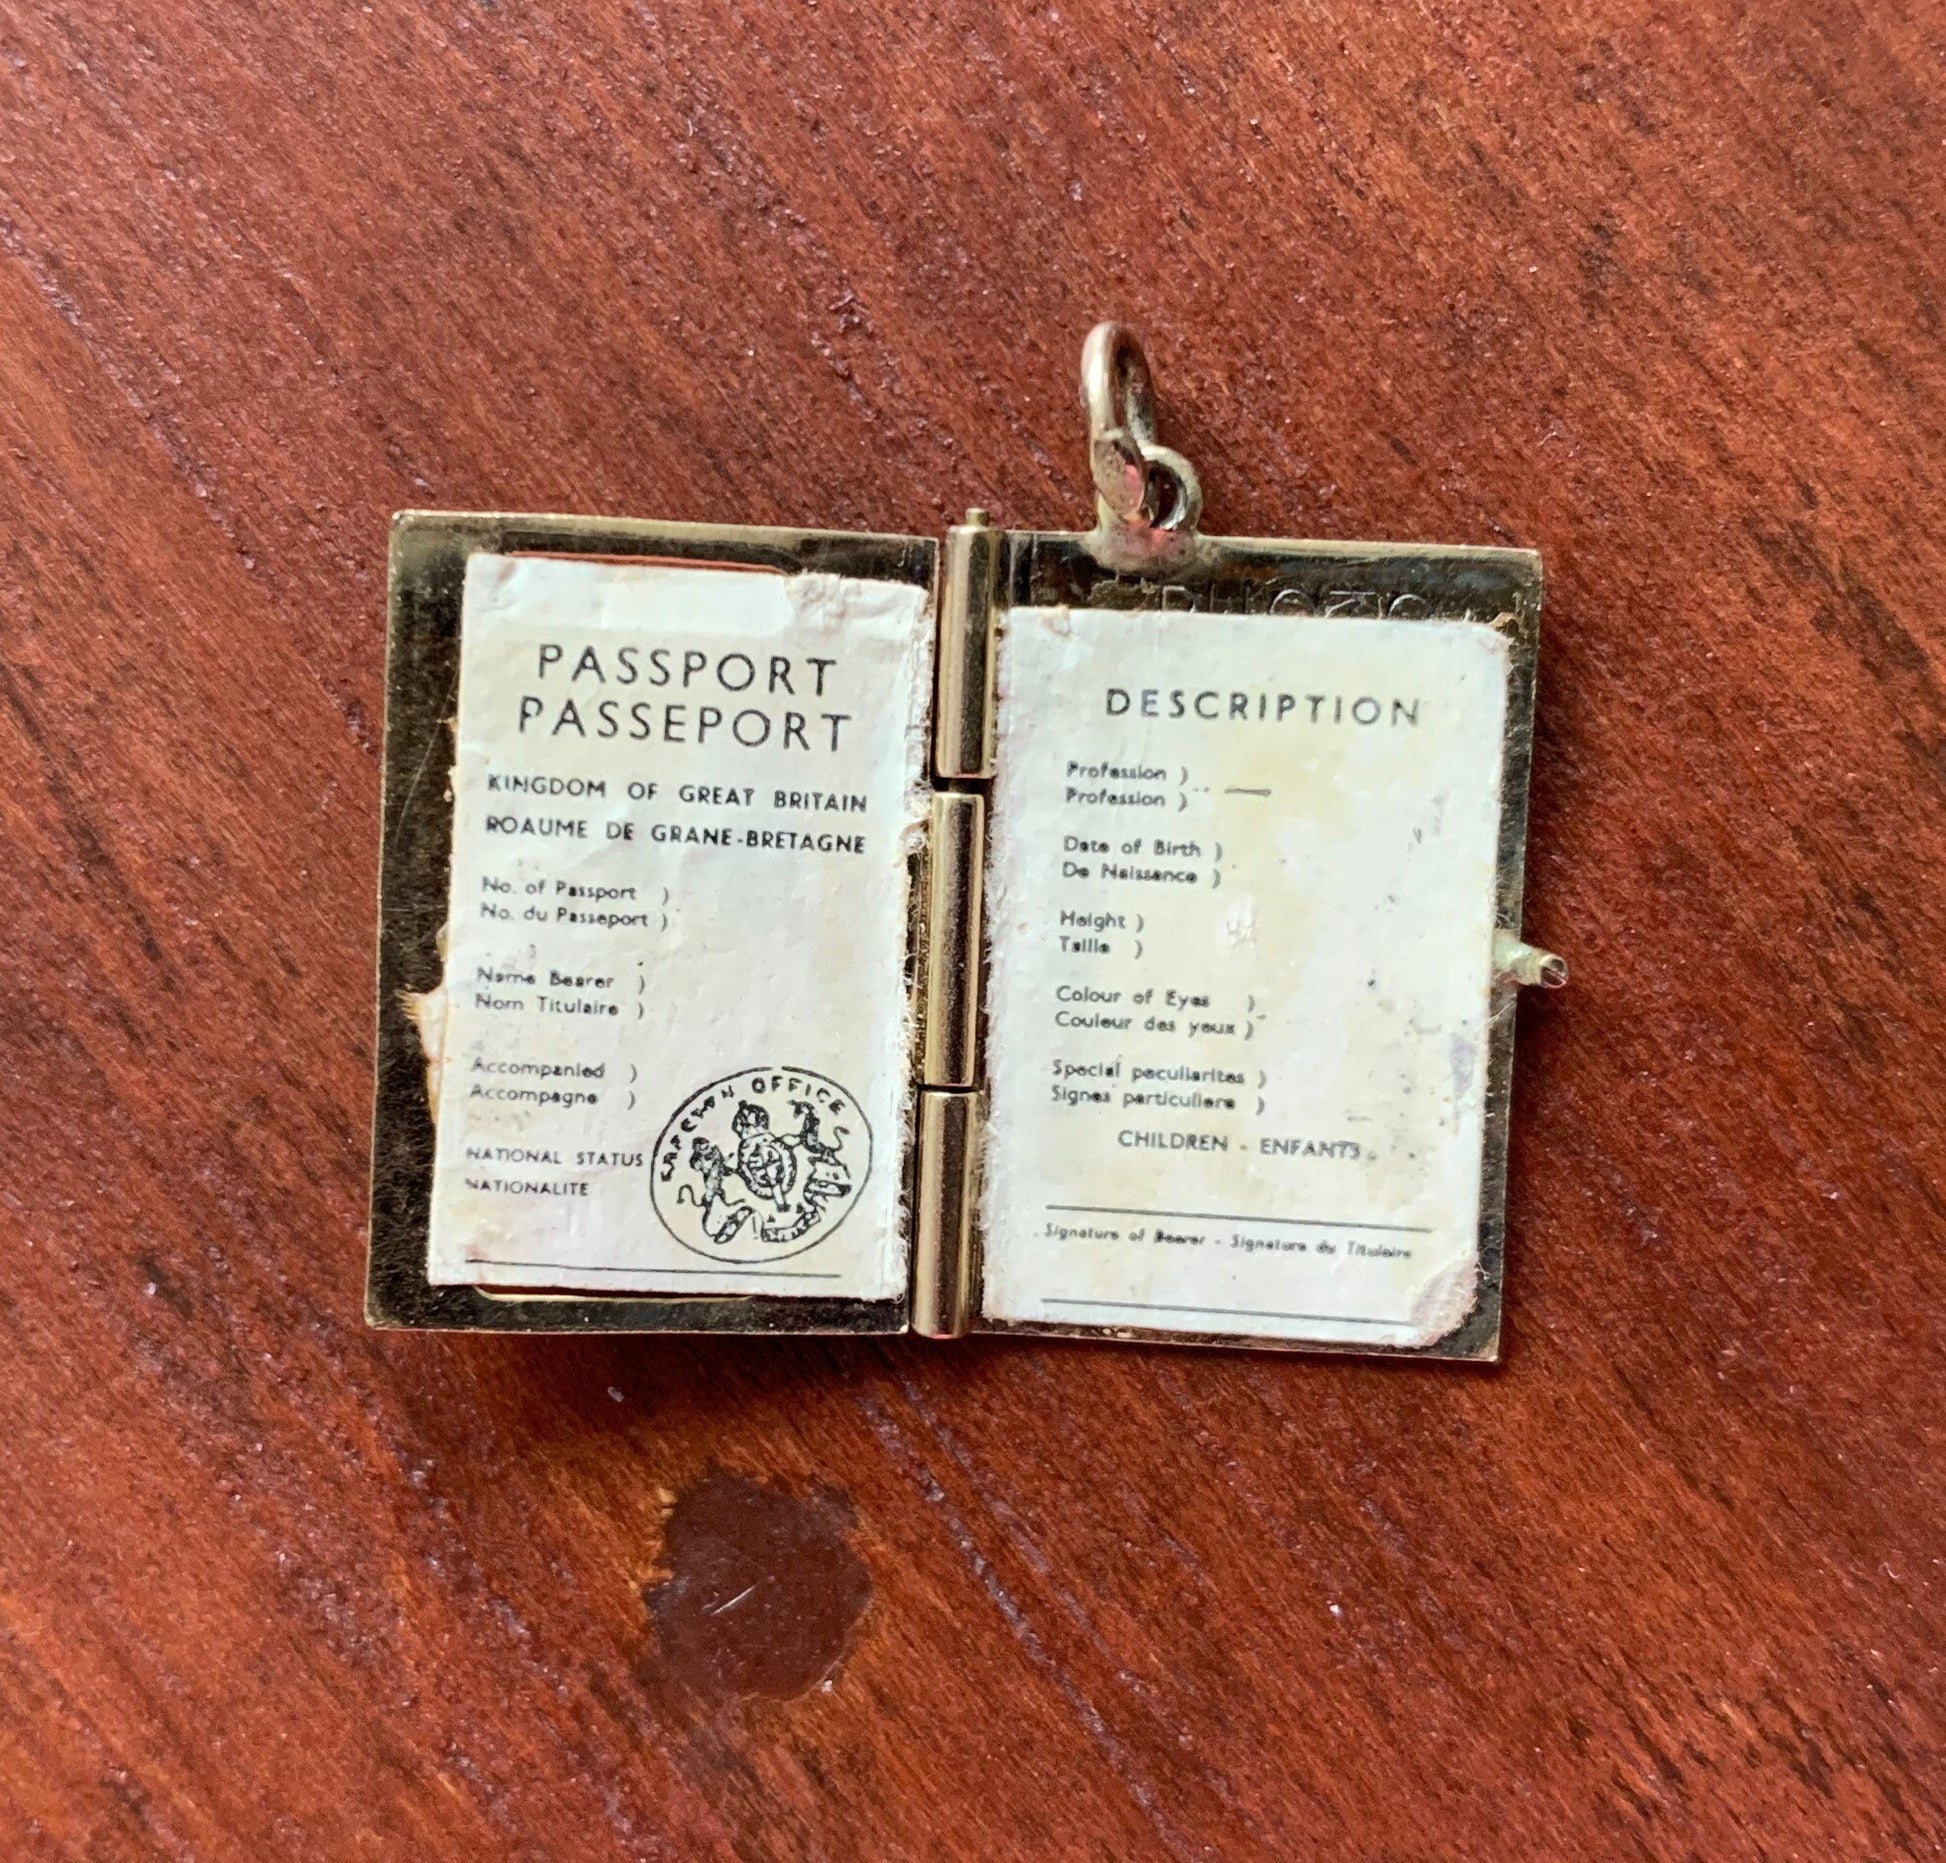 PASSPORT
PASSEPORT
KINGDOM OF GREAT BRITAIN
ROAUME DE GRANE-BRETAGNE
No. of Passport )
No. du Passeport )
Name Bearer )
Nom Titulaire )
Accompanied )
Accompagne )
NATIONAL STATUS
NATIONALITE
OFFICE
DESCRIPTION
Profession )
Profession )
Date of Birth )
De Naissance )
Height )
Taille )
Colour of Eyes )
Couleur des yeux )
Special peculiarites )
Signes particuliere )
CHILDREN - ENFANTS
Signature of Bearer - Signature du Titulaire